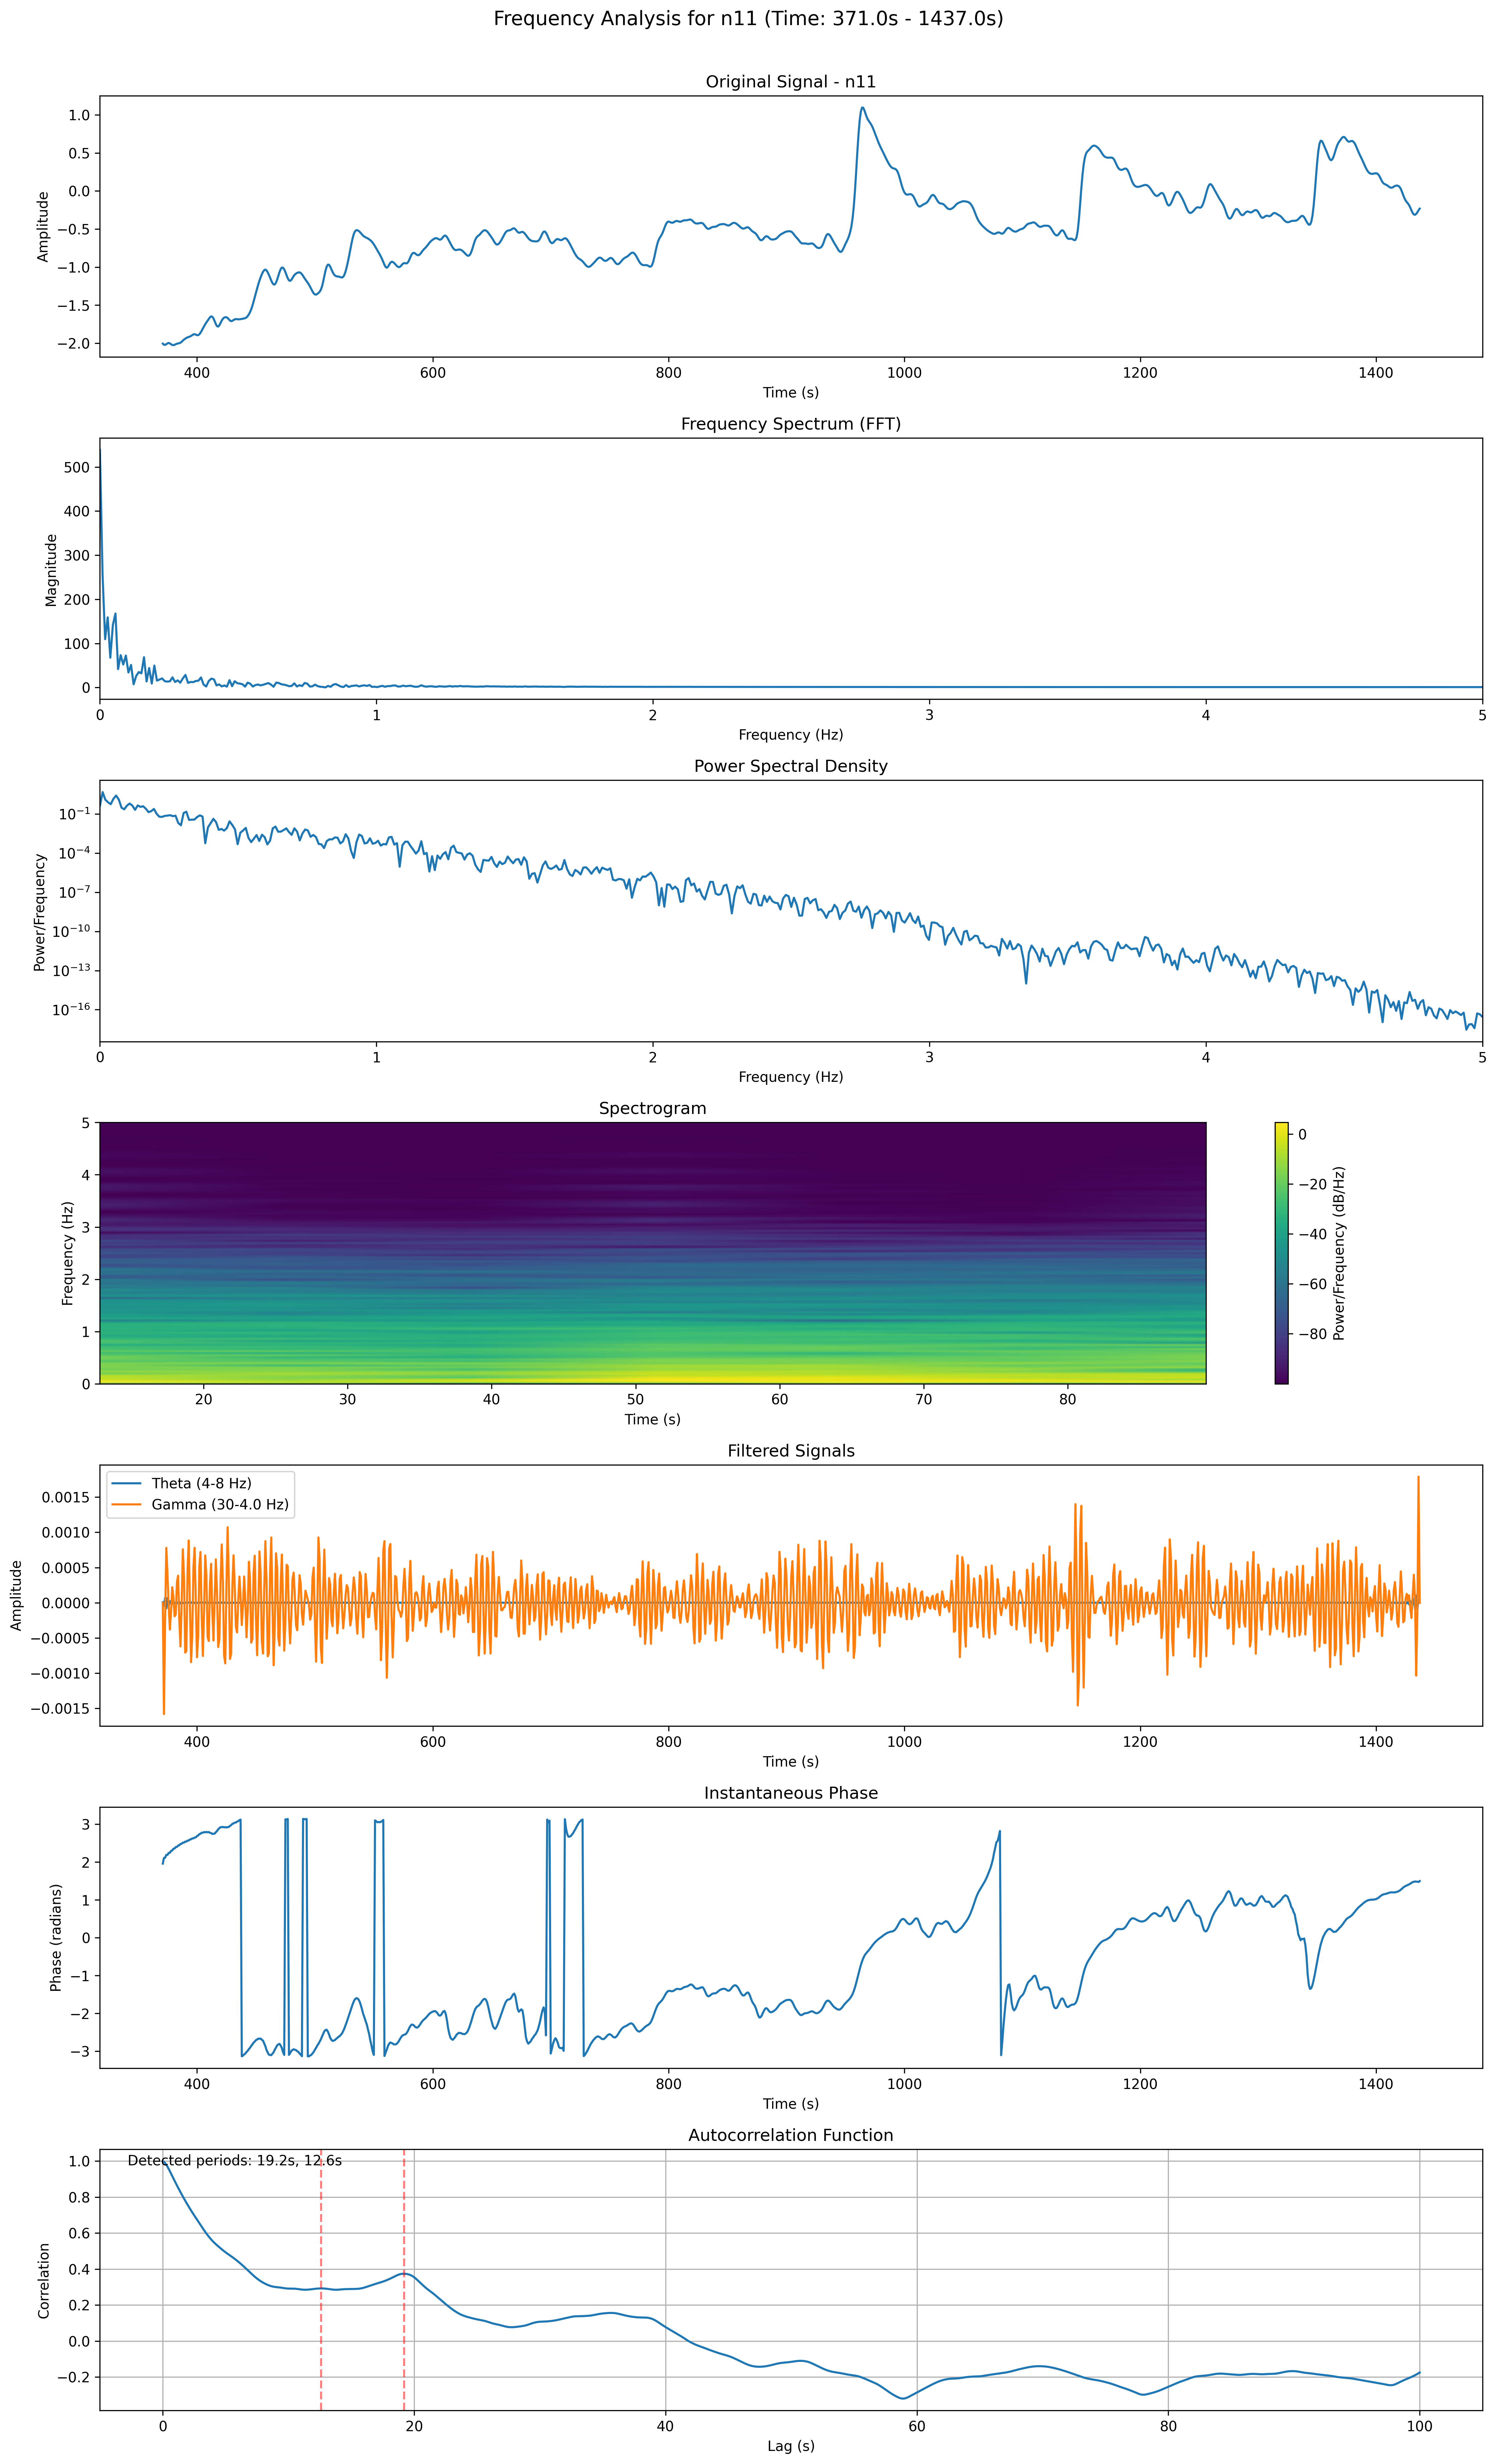 Frequency Analysis for n11 (Time: 371.0s - 1437.0s)
Original Signal - n11
1.0
0.5
0.0
−0.5
−1.0
−1.5
−2.0
Amplitude
400 600 800 1000 1200 1400
Time (s)
Frequency Spectrum (FFT)
500
400
300
200
100
0
Magnitude
0 1 2 3 4 5
Frequency (Hz)
Power Spectral Density
10⁻¹
10⁻⁴
10⁻⁷
10⁻¹⁰
10⁻¹³
10⁻¹⁶
Power/Frequency
0 1 2 3 4 5
Frequency (Hz)
Spectrogram
5
4
3
2
1
0
Frequency (Hz)
20 30 40 50 60 70 80
Time (s)
0
−20
−40
−60
−80
Power/Frequency (dB/Hz)
Filtered Signals
Theta (4-8 Hz)
Gamma (30-4.0 Hz)
0.0015
0.0010
0.0005
0.0000
−0.0005
−0.0010
−0.0015
Amplitude
400 600 800 1000 1200 1400
Time (s)
Instantaneous Phase
3
2
1
0
−1
−2
−3
Phase (radians)
400 600 800 1000 1200 1400
Time (s)
Autocorrelation Function
Detected periods: 19.2s, 12.6s
1.0
0.8
0.6
0.4
0.2
0.0
−0.2
Correlation
0 20 40 60 80 100
Lag (s)